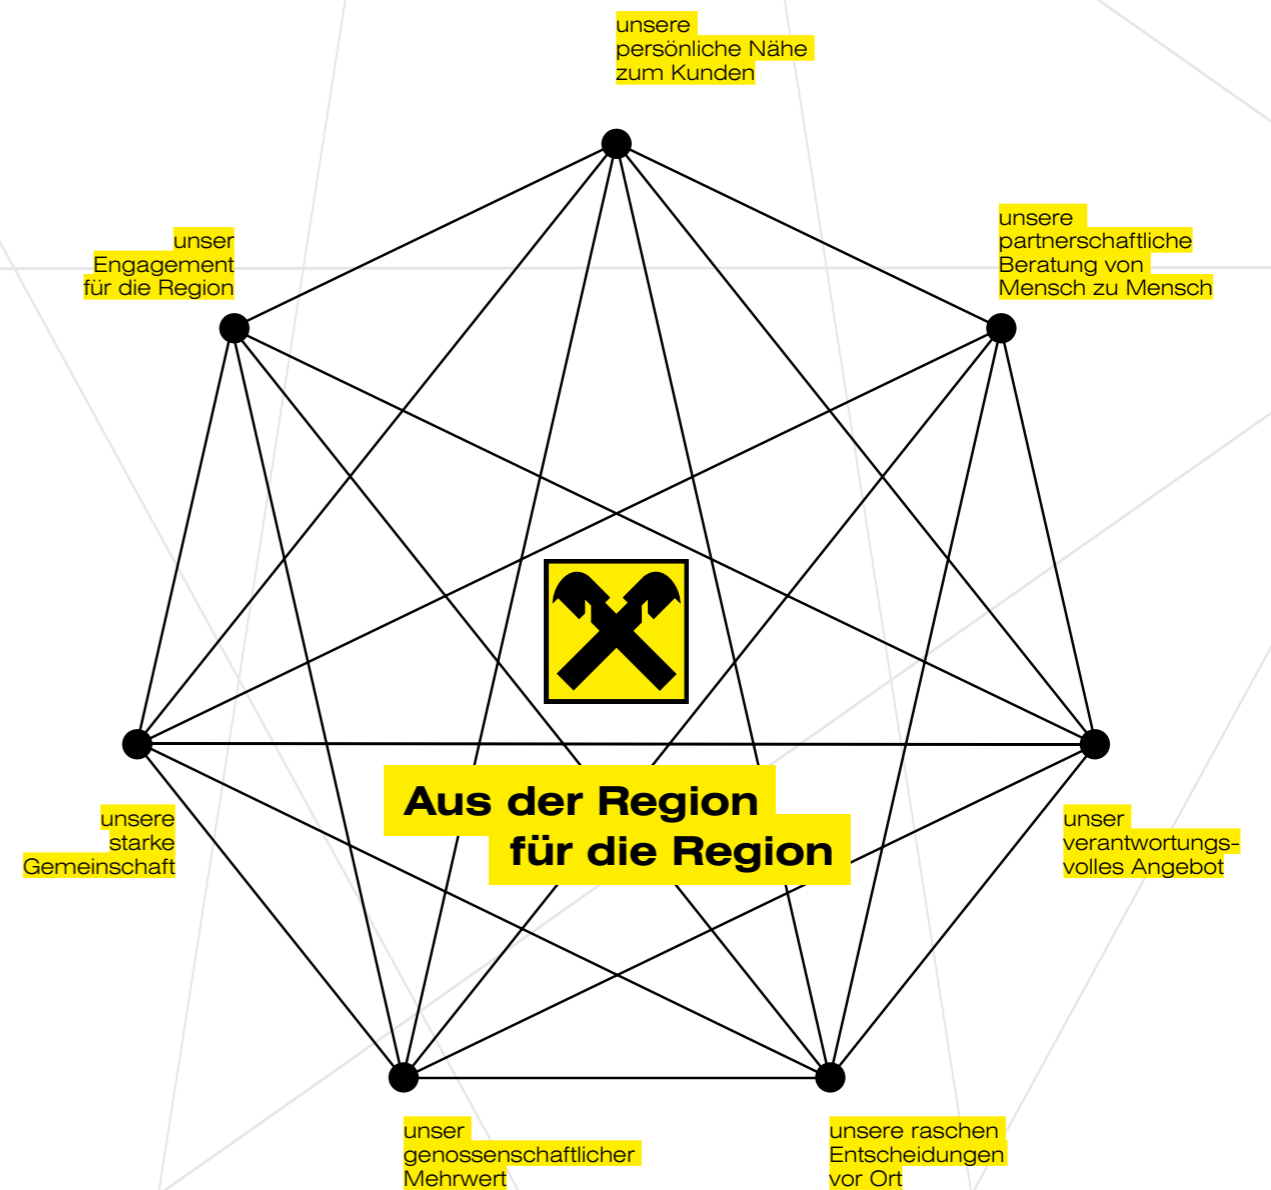 unsere
persönliche Nähe
zum Kunden
unsere
partnerschaftliche
Beratung von
Mensch zu Mensch
unser
Engagement
für die Region
Aus der Region
für die Region
unsere
starke
Gemeinschaft
unser
verantwortungs-
volles Angebot
unser
genossenschaftlicher
Mehrwert
unsere raschen
Entscheidungen
vor Ort